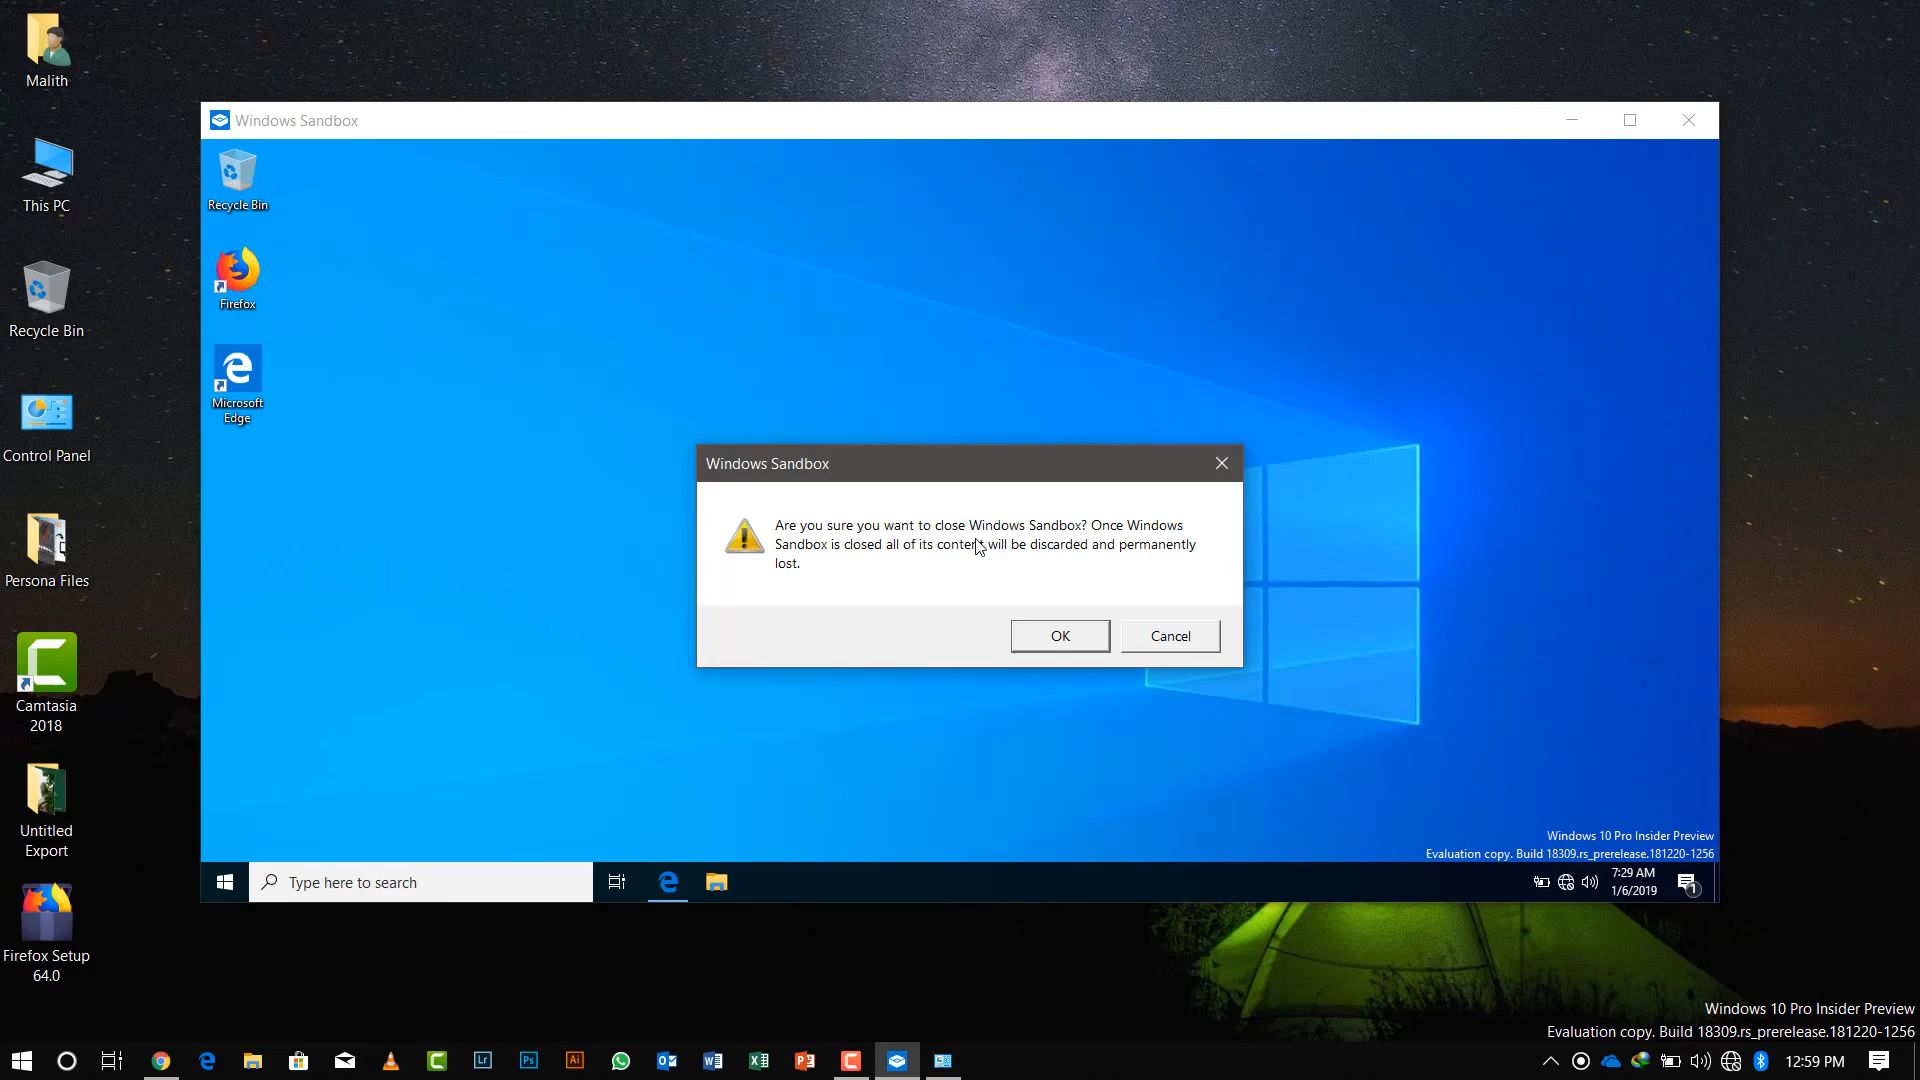 Malith
This PC
Recycle Bin
Control Panel
Persona Files
Camtasia
2018
Untitled
Export
Firefox Setup
64.0
Windows Sandbox
Recycle Bin
Firefox
Microsoft
Edge
Windows Sandbox
Are you sure you want to close Windows Sandbox? Once Windows
Sandbox is closed all of its content will be discarded and permanently
lost.
OK
Cancel
Windows 10 Pro Insider Preview
Evaluation copy. Build 18309.rs_prerelease.181220-1256
Type here to search
7:29 AM
1/6/2019
1
Windows 10 Pro Insider Preview
Evaluation copy. Build 18309.rs_prerelease.181220-1256
Lr
Ps
Ai
12:59 PM